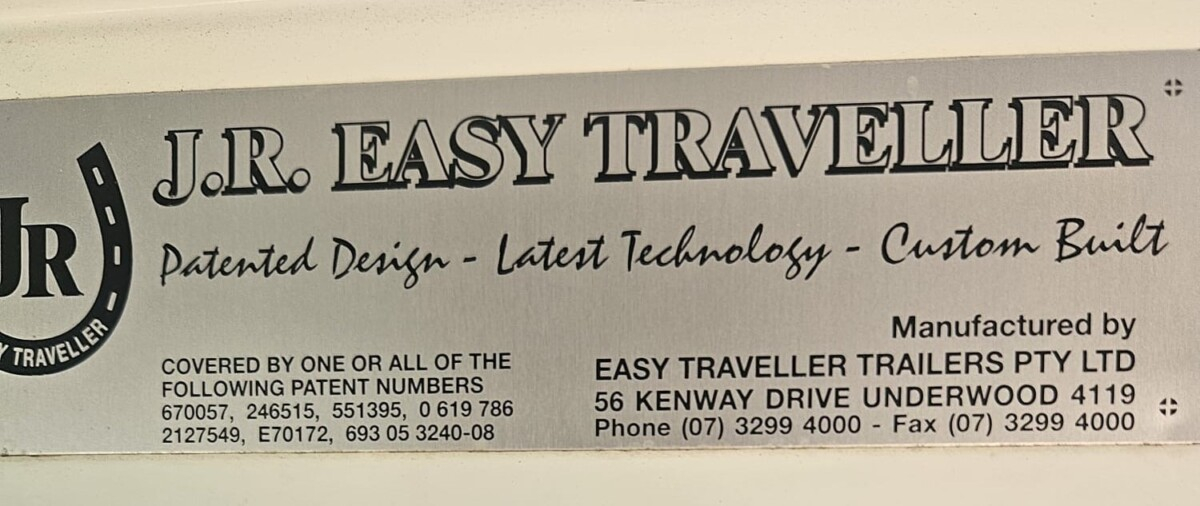 J.R. EASY TRAVELLER
Patented Design - Latest Technology - Custom Built
JR
TRAVELLER
COVERED BY ONE OR ALL OF THE
FOLLOWING PATENT NUMBERS
670057, 246515, 551395, 0 619 786
2127549, E70172, 693 05 3240-08
Manufactured by
EASY TRAVELLER TRAILERS PTY LTD
56 KENWAY DRIVE UNDERWOOD 4119
Phone (07) 3299 4000 - Fax (07) 3299 4000